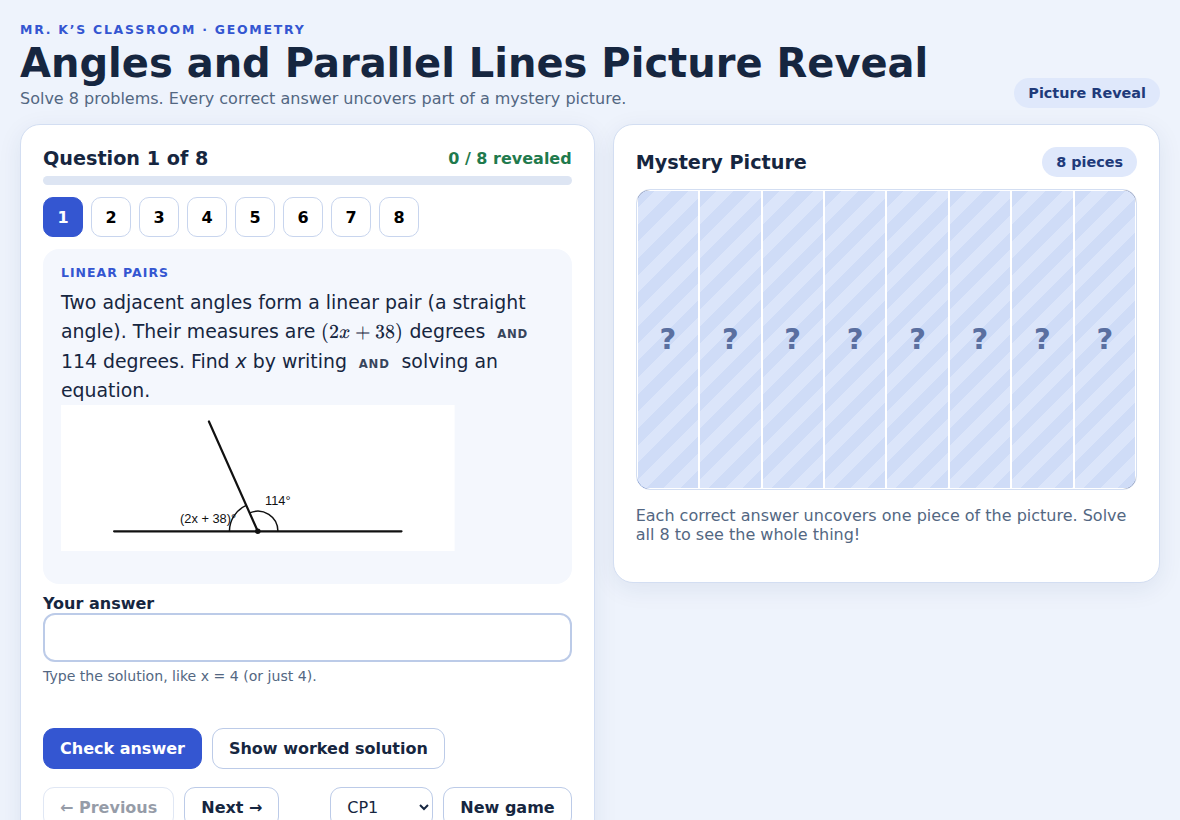 MR. K’S CLASSROOM · GEOMETRY
Angles and Parallel Lines Picture Reveal
Solve 8 problems. Every correct answer uncovers part of a mystery picture.
Picture Reveal
Question 1 of 8
0 / 8 revealed
1 2 3 4 5 6 7 8
LINEAR PAIRS
Two adjacent angles form a linear pair (a straight
angle). Their measures are (2x + 38) degrees AND
114 degrees. Find x by writing AND solving an
equation.
114°
(2x + 38)°
Your answer
Type the solution, like x = 4 (or just 4).
Check answer
Show worked solution
← Previous
Next →
CP1
New game
Mystery Picture
8 pieces
? ? ? ? ? ? ? ?
Each correct answer uncovers one piece of the picture. Solve
all 8 to see the whole thing!